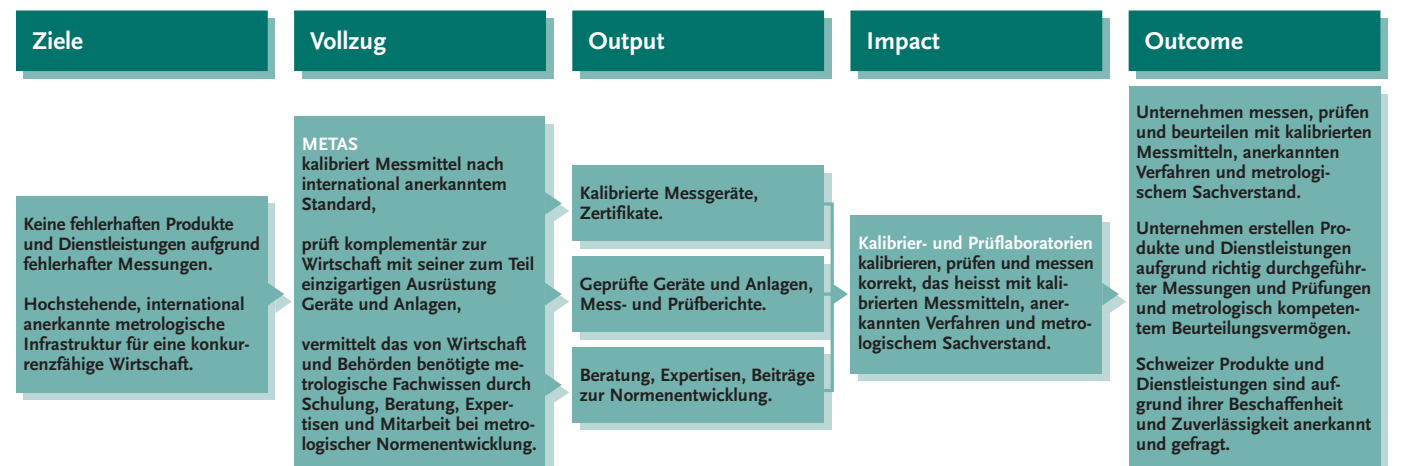 Ziele
Vollzug
Output
Impact
Outcome
Keine fehlerhaften Produkte
und Dienstleistungen aufgrund
fehlerhafter Messungen.
Hochstehende, international
anerkannte metrologische
Infrastruktur für eine konkur-
renzfähige Wirtschaft.
METAS
kalibriert Messmittel nach
international anerkanntem
Standard,
prüft komplementär zur
Wirtschaft mit seiner zum Teil
einzigartigen Ausrüstung
Geräte und Anlagen,
vermittelt das von Wirtschaft
und Behörden benötigte me-
trologische Fachwissen durch
Schulung, Beratung, Exper-
tisen und Mitarbeit bei metro-
logischer Normenentwicklung.
Kalibrierte Messgeräte,
Zertifikate.
Geprüfte Geräte und Anlagen,
Mess- und Prüfberichte.
Beratung, Expertisen, Beiträge
zur Normenentwicklung.
Kalibrier- und Prüflaboratorien
kalibrieren, prüfen und messen
korrekt, das heisst mit kali-
brierten Messmitteln, aner-
kannten Verfahren und metro-
logischem Sachverstand.
Unternehmen messen, prüfen
und beurteilen mit kalibrierten
Messmitteln, anerkannten
Verfahren und metrologi-
schem Sachverstand.
Unternehmen erstellen Pro-
dukte und Dienstleistungen
aufgrund richtig durchgeführ-
ter Messungen und Prüfungen
und metrologisch kompeten-
tem Beurteilungsvermögen.
Schweizer Produkte und
Dienstleistungen sind auf-
grund ihrer Beschaffenheit
und Zuverlässigkeit anerkannt
und gefragt.